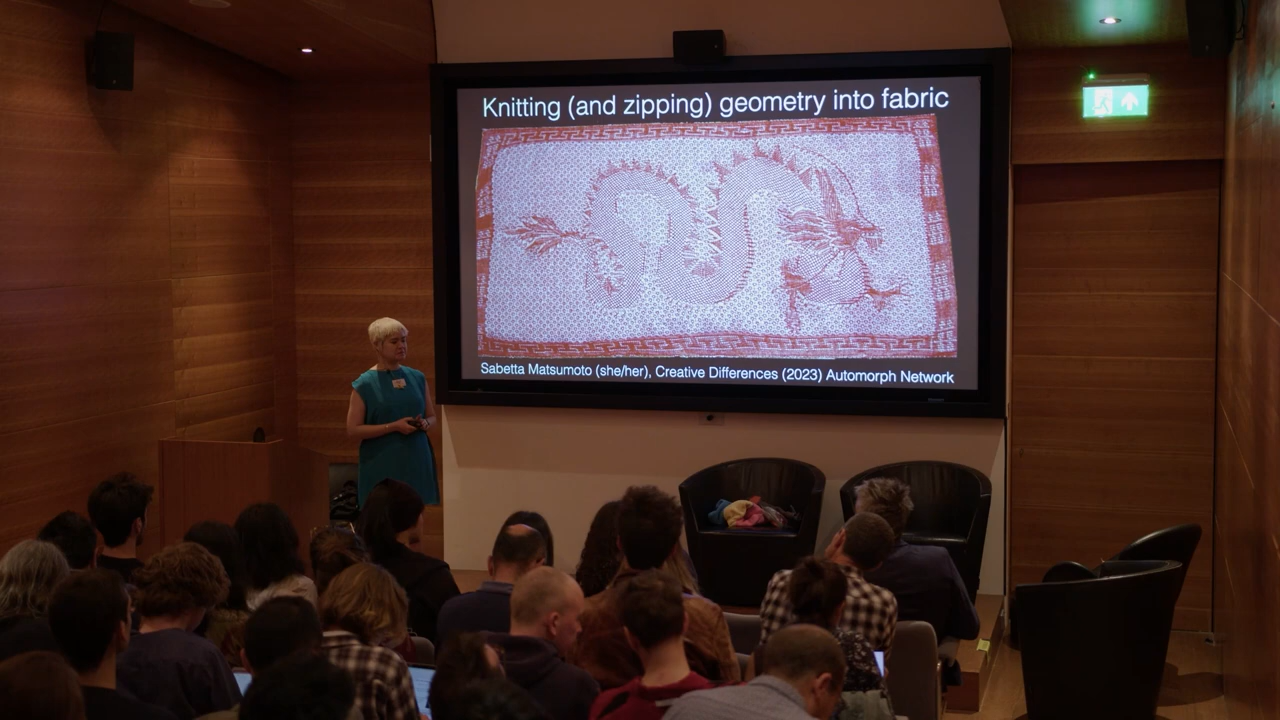 Knitting (and zipping) geometry into fabric
Sabetta Matsumoto (she/her), Creative Differences (2023) Automorph Network